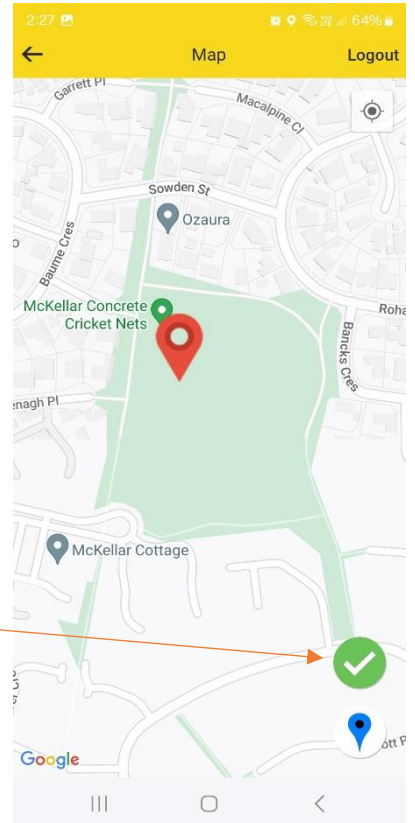 2:27 64%
Map Logout
Garrett Pl
Macalpine Cl
Sowden St
Ozaura
Baume Cres
McKellar Concrete
Cricket Nets
Roha
Bancks Cres
enagh Pl
McKellar Cottage
ott P
Google